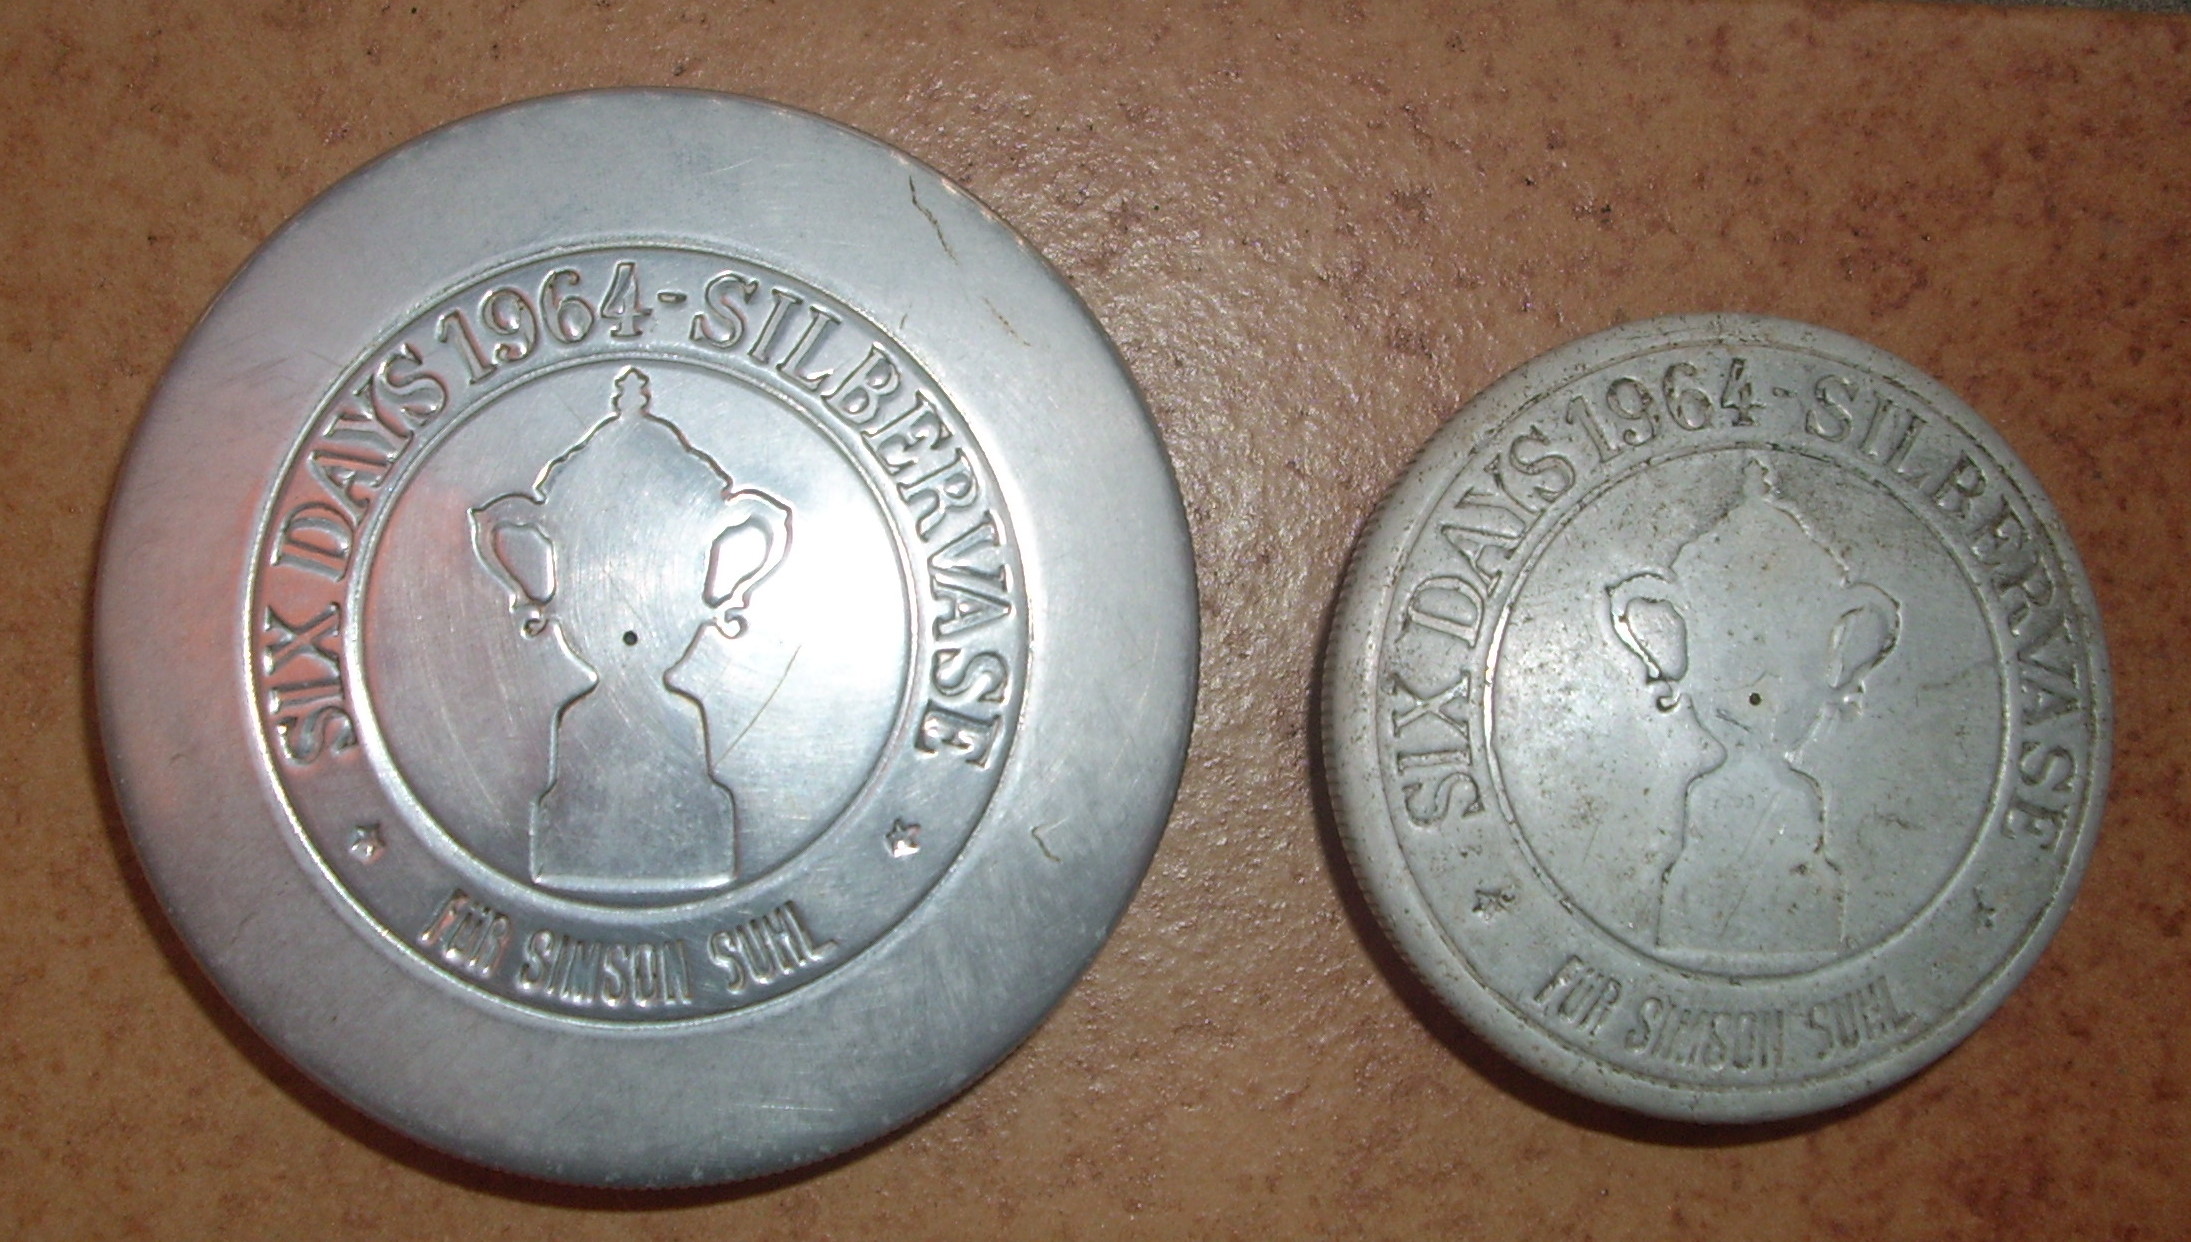 SIX DAYS 1964-SILBERVASE
FÜR SIMSON SUHL
SIX DAYS 1964-SILBERVASE
FÜR SIMSON SUHL